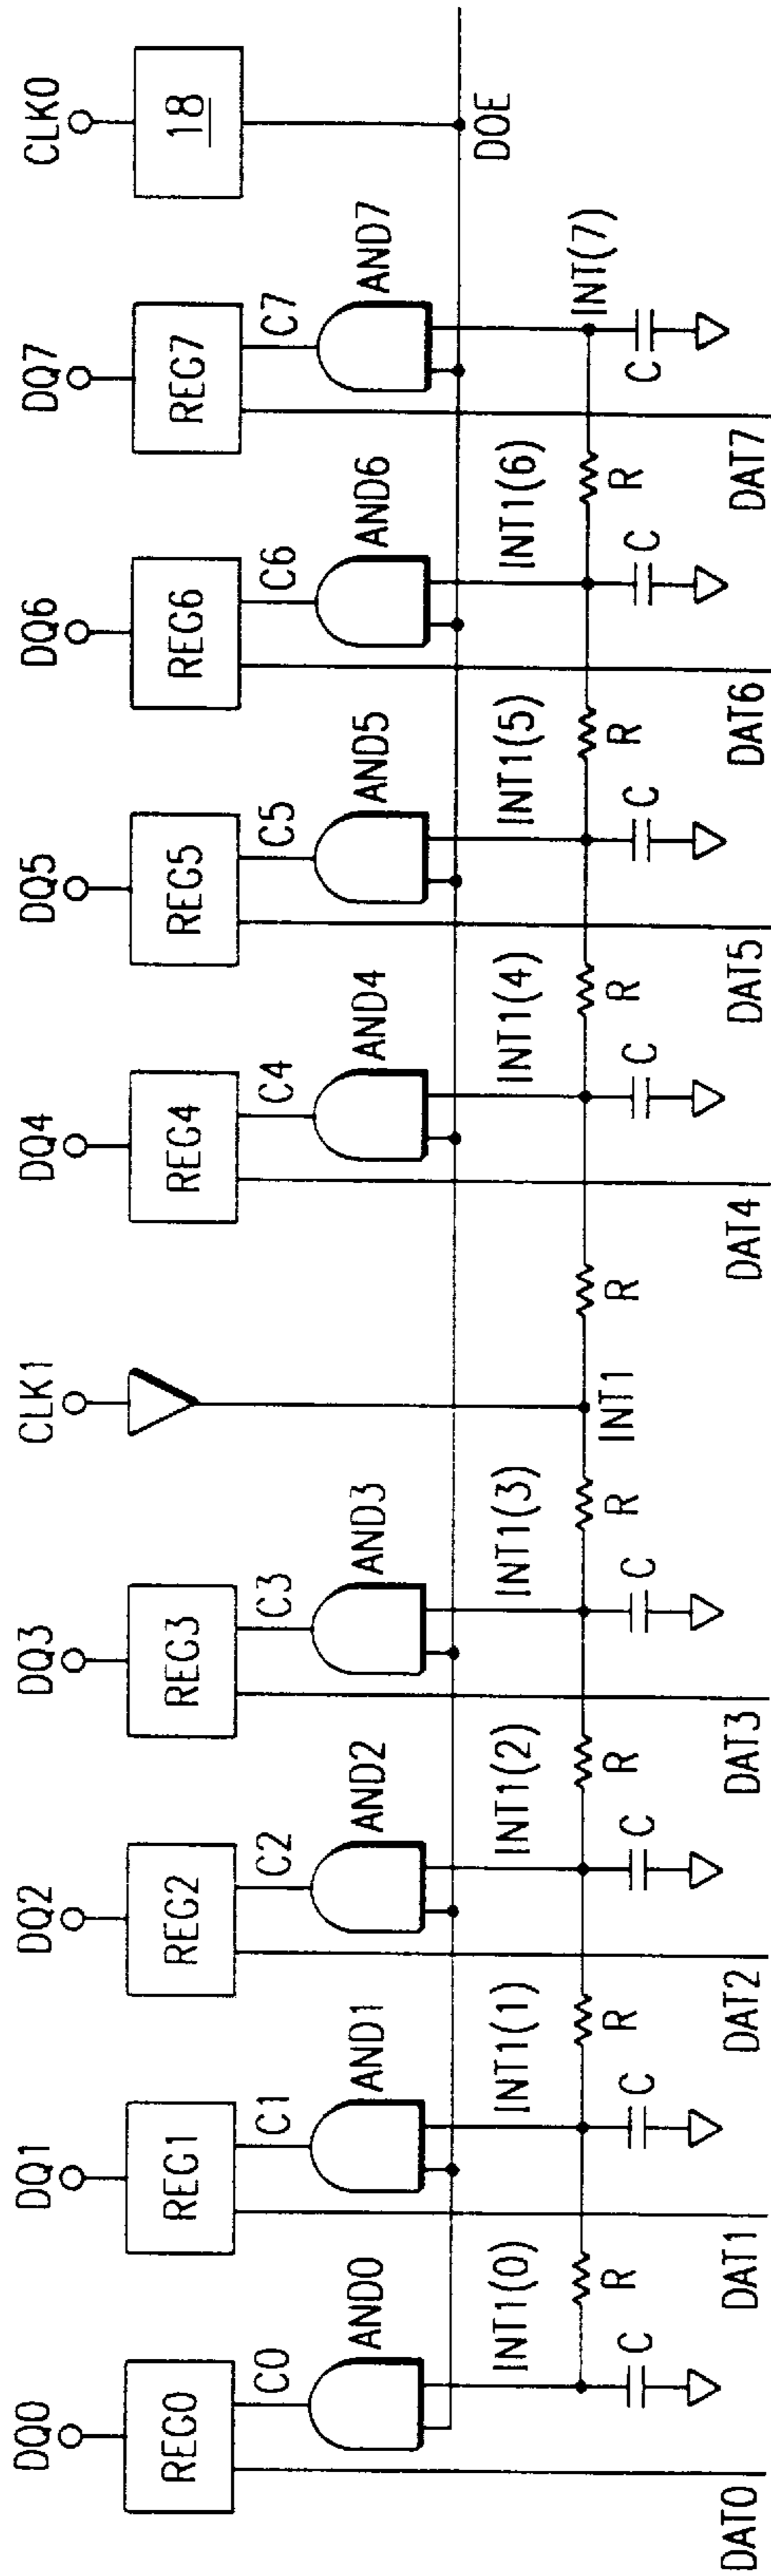 DQ0 DQ1 DQ2 DQ3 CLK1 DQ4 DQ5 DQ6 DQ7 CLK0
REG0 REG1 REG2 REG3 REG4 REG5 REG6 REG7 18
C0 C1 C2 C3 C4 C5 C6 C7
AND0 AND1 AND2 AND3 AND4 AND5 AND6 AND7
DOE
INT1(0) INT1(1) INT1(2) INT1(3) INT1(4) INT1(5) INT1(6) INT(7)
INT1
R R R R R R R R
C C C C C C C C
DAT0 DAT1 DAT2 DAT3 DAT4 DAT5 DAT6 DAT7